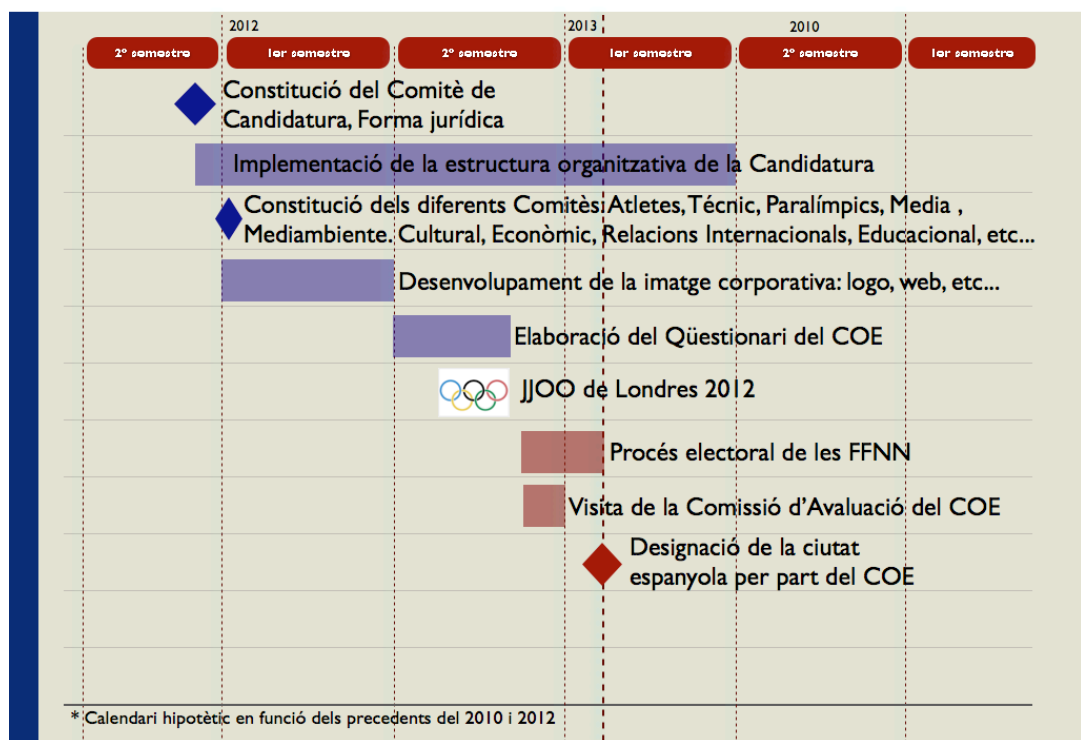 2012 2013 2010
2º semestre 1er semestre 2º semestre 1er semestre 2º semestre 1er semestre
Constitució del Comitè de
Candidatura, Forma jurídica
Implementació de la estructura organitzativa de la Candidatura
Constitució dels diferents Comitès: Atletes, Técnic, Paralímpics, Media ,
Mediambiente. Cultural, Econòmic, Relacions Internacionals, Educacional, etc...
Desenvolupament de la imatge corporativa: logo, web, etc...
Elaboració del Qüestionari del COE
JJOO de Londres 2012
Procés electoral de les FFNN
Visita de la Comissió d’Avaluació del COE
Designació de la ciutat
espanyola per part del COE
* Calendari hipotètic en funció dels precedents del 2010 i 2012